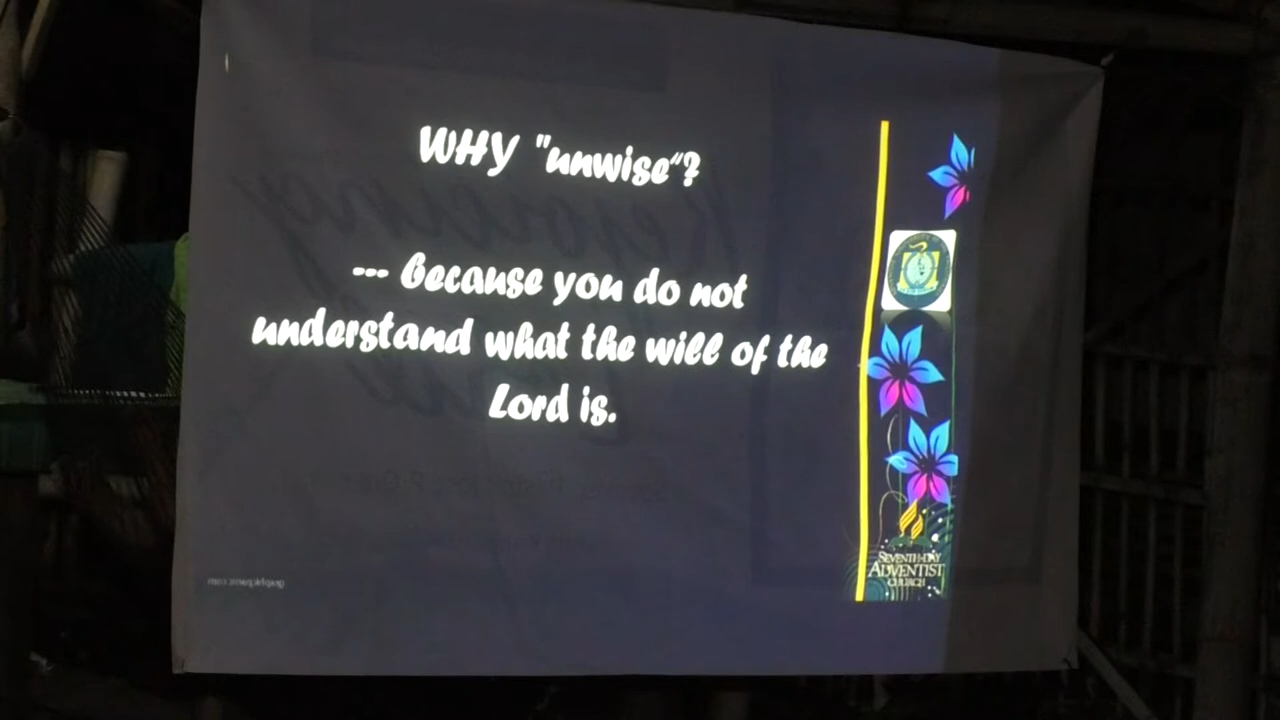 WHY "unwise"?
--- because you do not
understand what the will of the
Lord is.
SEVENTH-DAY
ADVENTIST
CHURCH